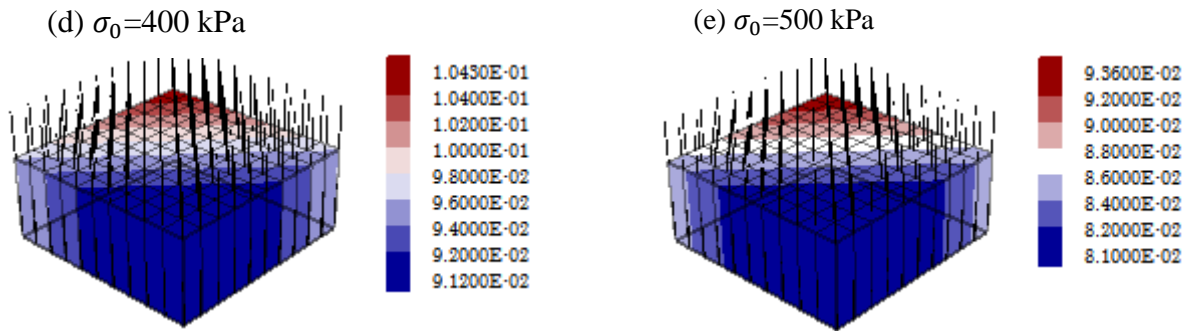 (d) σ₀=400 kPa
(e) σ₀=500 kPa
1.0430E-01
1.0400E-01
1.0200E-01
1.0000E-01
9.8000E-02
9.6000E-02
9.4000E-02
9.2000E-02
9.1200E-02
9.3600E-02
9.2000E-02
9.0000E-02
8.8000E-02
8.6000E-02
8.4000E-02
8.2000E-02
8.1000E-02